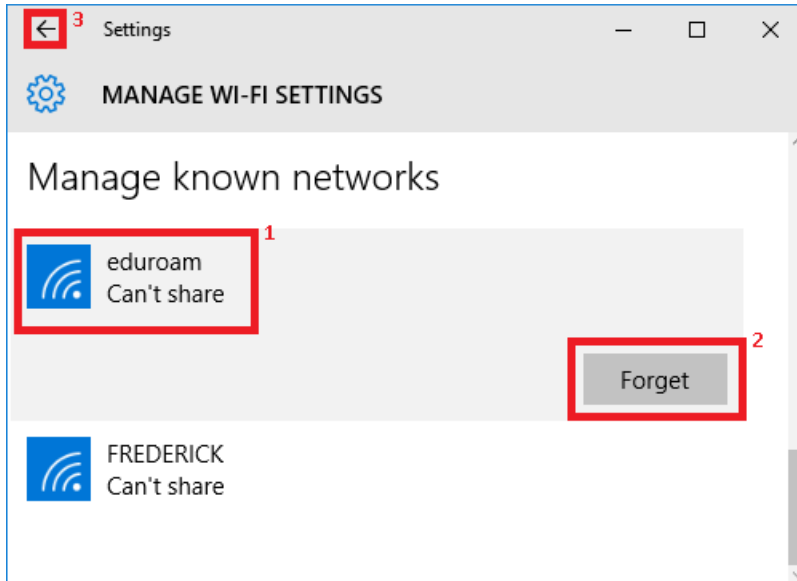 3
Settings
MANAGE WI-FI SETTINGS
Manage known networks
1
eduroam
Can't share
2
Forget
FREDERICK
Can't share